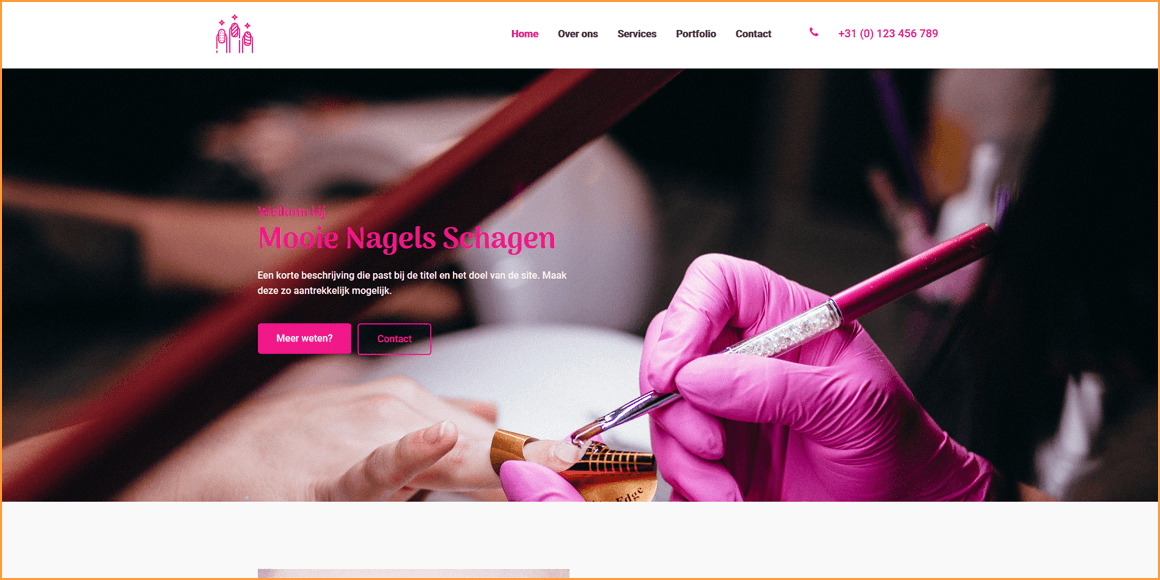 Home Over ons Services Portfolio Contact +31 (0) 123 456 789
Welkom bij
Mooie Nagels Schagen
Een korte beschrijving die past bij de titel en het doel van de site. Maak
deze zo aantrekkelijk mogelijk.
Meer weten? Contact
Edge